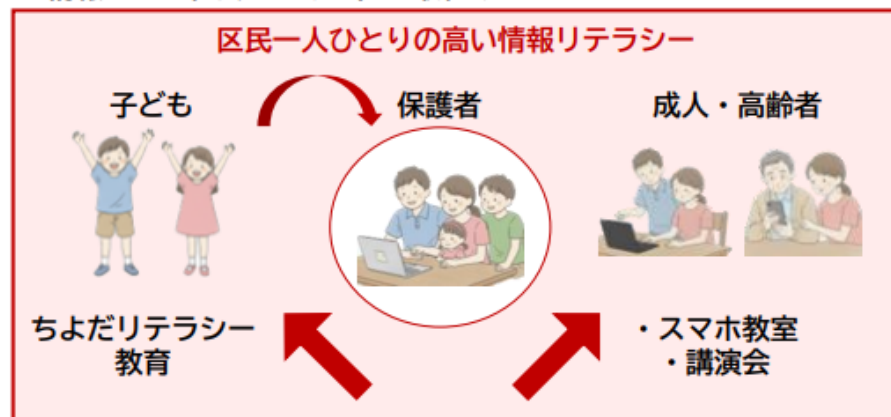 区民一人ひとりの高い情報リテラシー
子ども
保護者
成人・高齢者
ちよだリテラシー
教育
・スマホ教室
・講演会